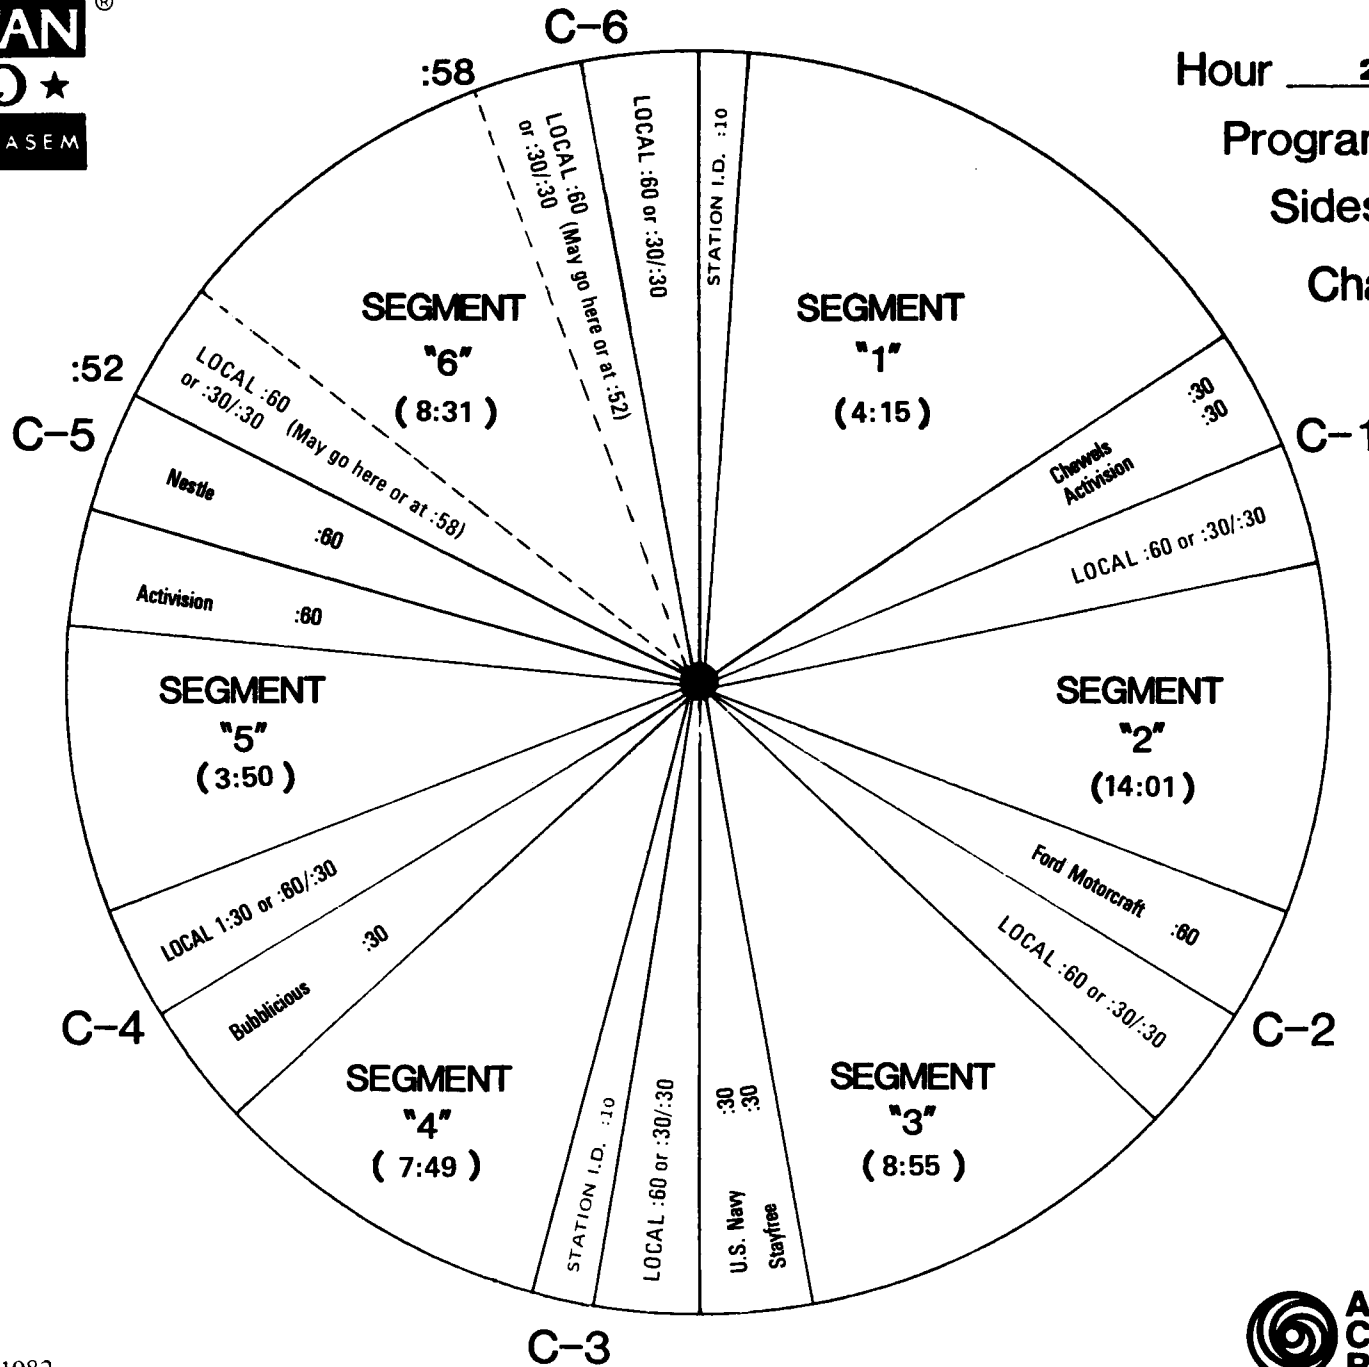 ®
ASEM
Hour
C-6
:58
STATION I.D. :10
SEGMENT
"1"
(4:15)
Chewels :30
Activision :30
C-1
LOCAL :60 or :30/:30
SEGMENT
"2"
(14:01)
Ford Motorcraft :60
C-2
LOCAL :60 or :30/:30
SEGMENT
"3"
(8:55)
U.S. Navy :30
Stayfree :30
C-3
LOCAL :60 or :30/:30
STATION I.D. :10
SEGMENT
"4"
(7:49)
Bubblicious :30
C-4
LOCAL 1:30 or :60/:30
SEGMENT
"5"
(3:50)
Activision :60
Nestle :60
C-5
:52
LOCAL :60
or :30/:30 (May go here or at :58)
SEGMENT
"6"
(8:31)
LOCAL :60
or :30/:30 (May go here or at :52)
LOCAL :60 or :30/:30